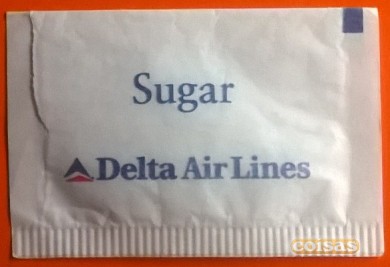 Sugar
Delta Air Lines
coisas